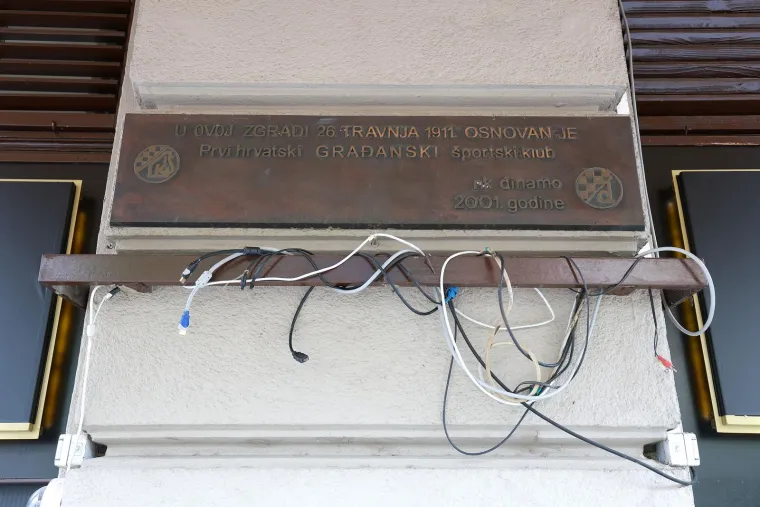 U OVOJ ZGRADI 26. TRAVNJA 1911. OSNOVAN JE
Prvi hrvatski GRAĐANSKI športski klub
nk dinamo
2001. godine